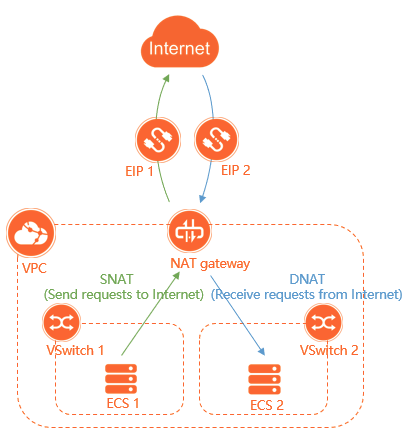 Internet
EIP 1
EIP 2
NAT gateway
VPC
SNAT
(Send requests to Internet)
DNAT
(Receive requests from Internet)
VSwitch 1
VSwitch 2
ECS 1
ECS 2